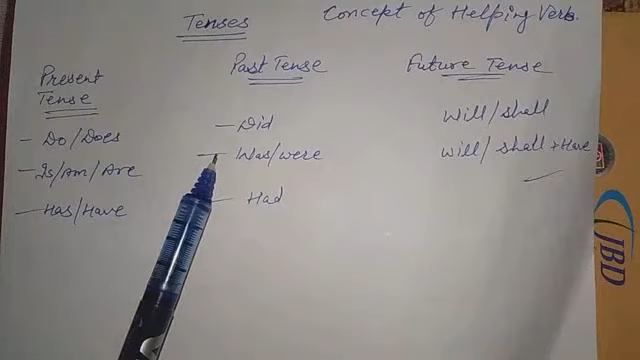 Tenses
Concept of Helping Verbs.
Present
Tense
- Do/Does
- Is/Am/Are
- Has/Have
Past Tense
- Did
- Was/were
- Had
Future Tense
Will/shall
will/shall + Have
JBD